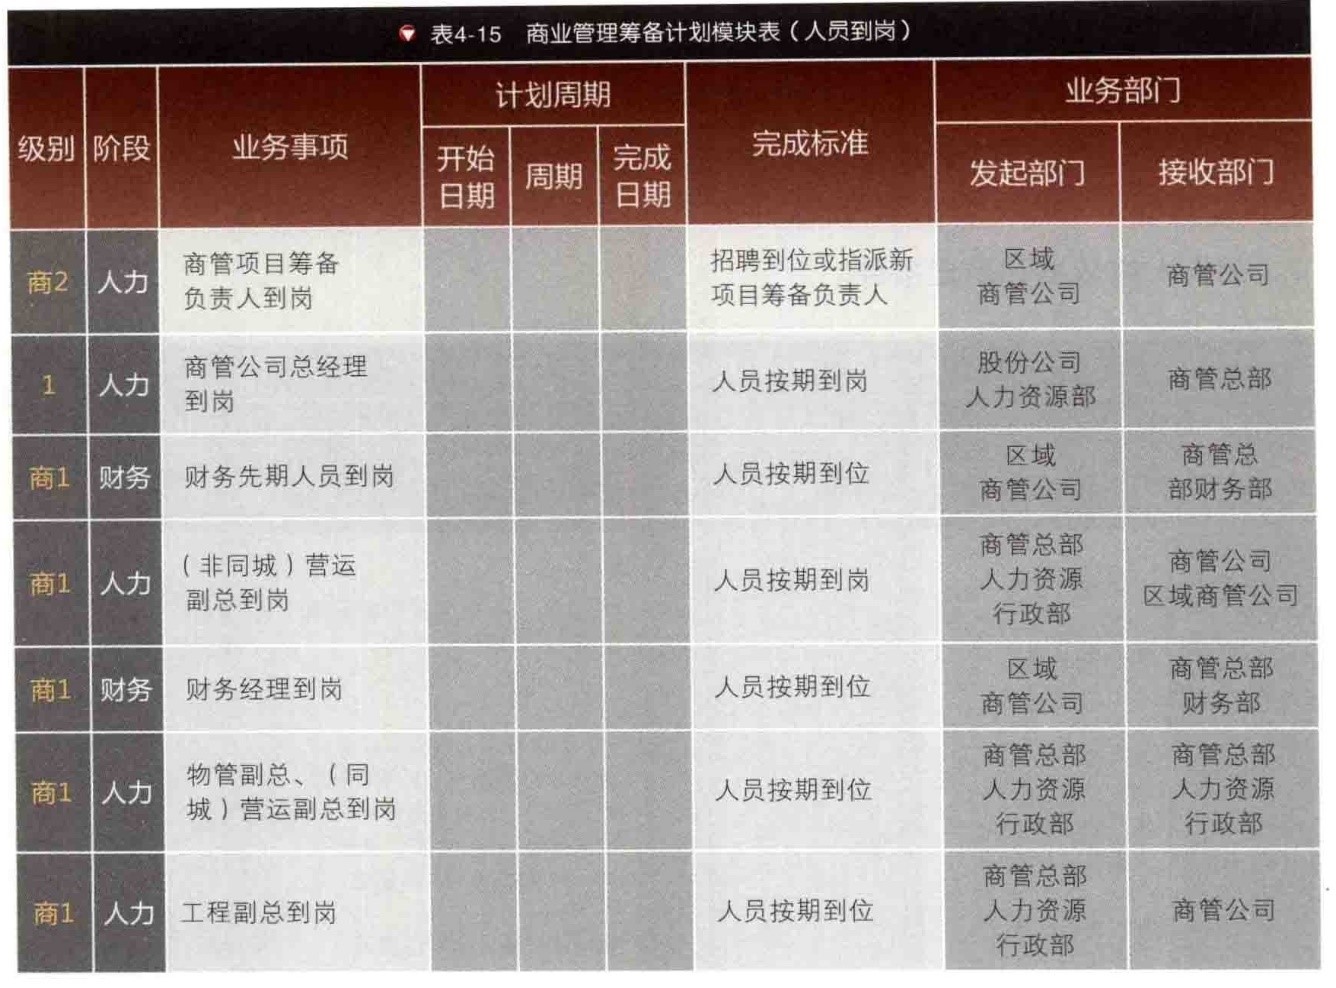 表4-15 商业管理筹备计划模块表（人员到岗）
级别 阶段 业务事项 计划周期 完成标准 业务部门
开始
日期
周期
完成
日期
发起部门 接收部门
商2
人力
商管项目筹备
负责人到岗
招聘到位或指派新
项目筹备负责人
区域
商管公司
商管公司
1
人力
商管公司总经理
到岗
人员按期到岗
股份公司
人力资源部
商管总部
商1
财务
财务先期人员到岗
人员按期到位
区域
商管公司
商管总
部财务部
商1
人力
（非同城）营运
副总到岗
人员按期到岗
商管总部
人力资源
行政部
商管公司
区域商管公司
商1
财务
财务经理到岗
人员按期到位
区域
商管公司
商管总部
财务部
商1
人力
物管副总、（同
城）营运副总到岗
人员按期到位
商管总部
人力资源
行政部
商管总部
人力资源
行政部
商1
人力
工程副总到岗
人员按期到位
商管总部
人力资源
行政部
商管公司